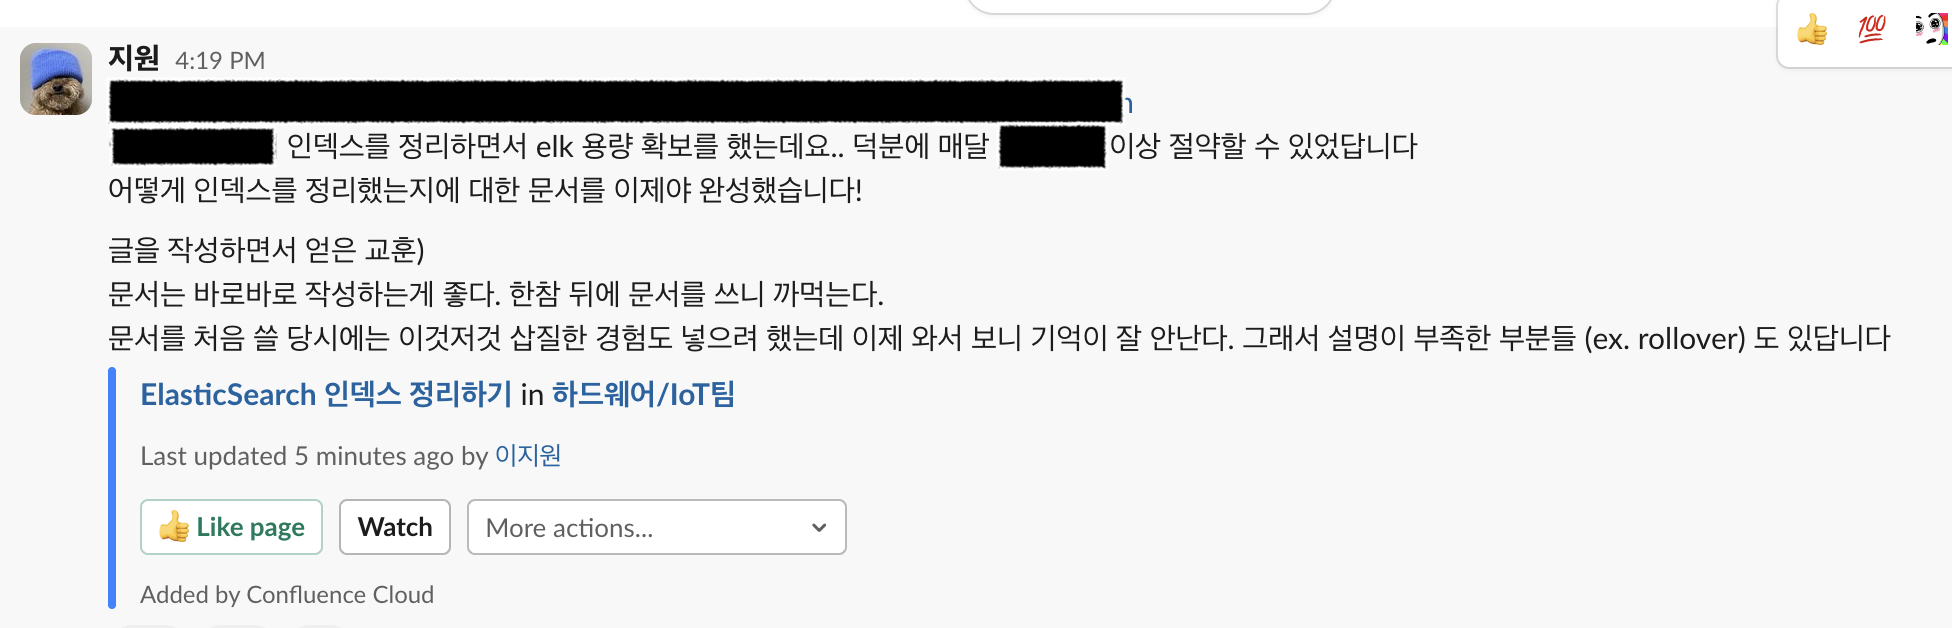 지원 4:19 PM
인덱스를 정리하면서 elk 용량 확보를 했는데요.. 덕분에 매달 이상 절약할 수 있었답니다
어떻게 인덱스를 정리했는지에 대한 문서를 이제야 완성했습니다!
글을 작성하면서 얻은 교훈)
문서는 바로바로 작성하는게 좋다. 한참 뒤에 문서를 쓰니 까먹는다.
문서를 처음 쓸 당시에는 이것저것 삽질한 경험도 넣으려 했는데 이제 와서 보니 기억이 잘 안난다. 그래서 설명이 부족한 부분들 (ex. rollover) 도 있답니다
ElasticSearch 인덱스 정리하기 in 하드웨어/IoT팀
Last updated 5 minutes ago by 이지원
👍 Like page
Watch
More actions...
Added by Confluence Cloud